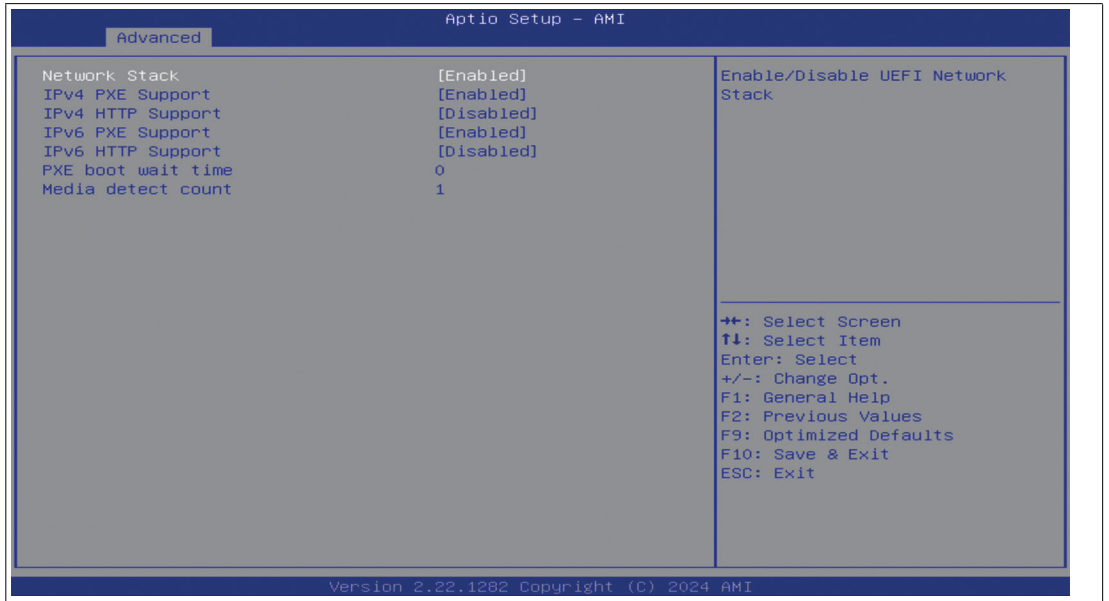 Aptio Setup – AMI
Advanced
Network Stack [Enabled]
IPv4 PXE Support [Enabled]
IPv4 HTTP Support [Disabled]
IPv6 PXE Support [Enabled]
IPv6 HTTP Support [Disabled]
PXE boot wait time 0
Media detect count 1
Enable/Disable UEFI Network
Stack
→←: Select Screen
↑↓: Select Item
Enter: Select
+/-: Change Opt.
F1: General Help
F2: Previous Values
F9: Optimized Defaults
F10: Save & Exit
ESC: Exit
Version 2.22.1282 Copyright (C) 2024 AMI